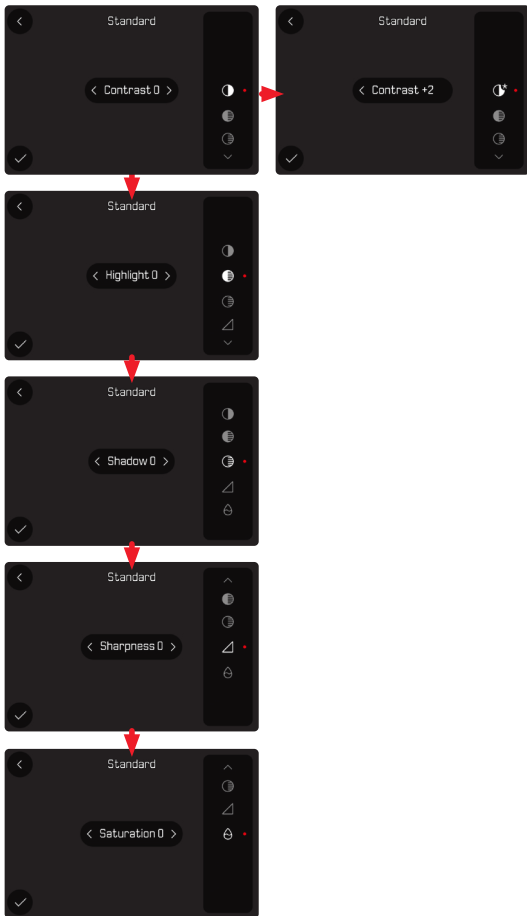 Standard
Contrast 0
Standard
Contrast +2
Standard
Highlight 0
Standard
Shadow 0
Standard
Sharpness 0
Standard
Saturation 0